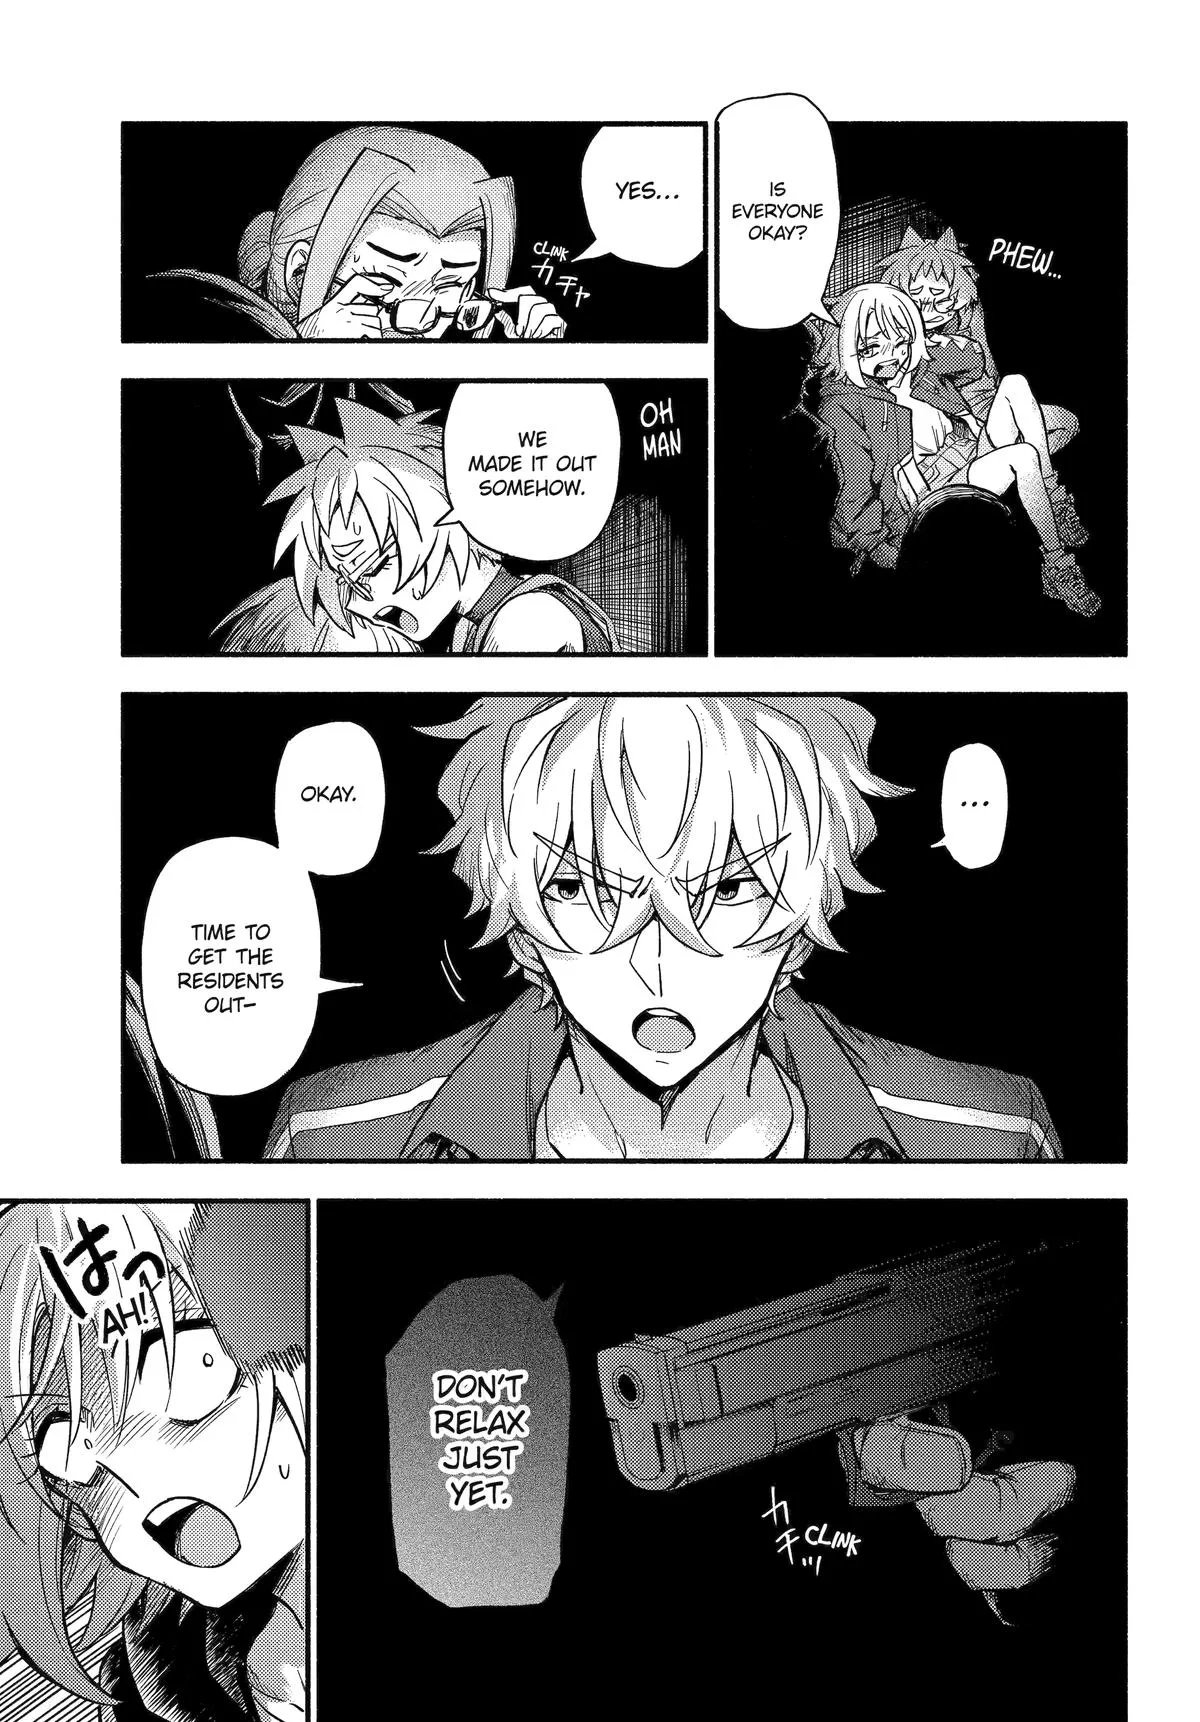 IS
EVERYONE
OKAY?
PHEW...
YES...
CLINK
カチャ
WE
MADE IT OUT
SOMEHOW.
OH
MAN
...
OKAY.
TIME TO
GET THE
RESIDENTS
OUT–
DON'T
RELAX
JUST
YET.
カチッ
CLINK
はっ
AH!